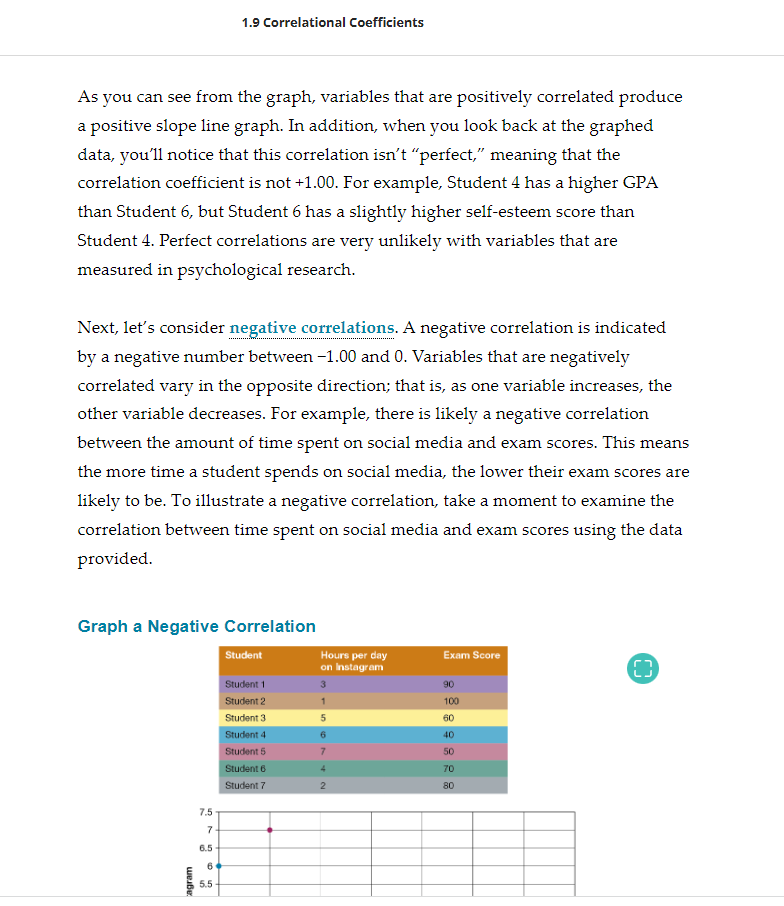 1.9 Correlational Coefficients
As you can see from the graph, variables that are positively correlated produce
a positive slope line graph. In addition, when you look back at the graphed
data, you’ll notice that this correlation isn’t “perfect,” meaning that the
correlation coefficient is not +1.00. For example, Student 4 has a higher GPA
than Student 6, but Student 6 has a slightly higher self-esteem score than
Student 4. Perfect correlations are very unlikely with variables that are
measured in psychological research.
Next, let’s consider negative correlations. A negative correlation is indicated
by a negative number between −1.00 and 0. Variables that are negatively
correlated vary in the opposite direction; that is, as one variable increases, the
other variable decreases. For example, there is likely a negative correlation
between the amount of time spent on social media and exam scores. This means
the more time a student spends on social media, the lower their exam scores are
likely to be. To illustrate a negative correlation, take a moment to examine the
correlation between time spent on social media and exam scores using the data
provided.
Graph a Negative Correlation
Student Hours per day Exam Score
on Instagram
Student 1 3 90
Student 2 1 100
Student 3 5 60
Student 4 6 40
Student 5 7 50
Student 6 4 70
Student 7 2 80
7.5
7
6.5
6
5.5
agram